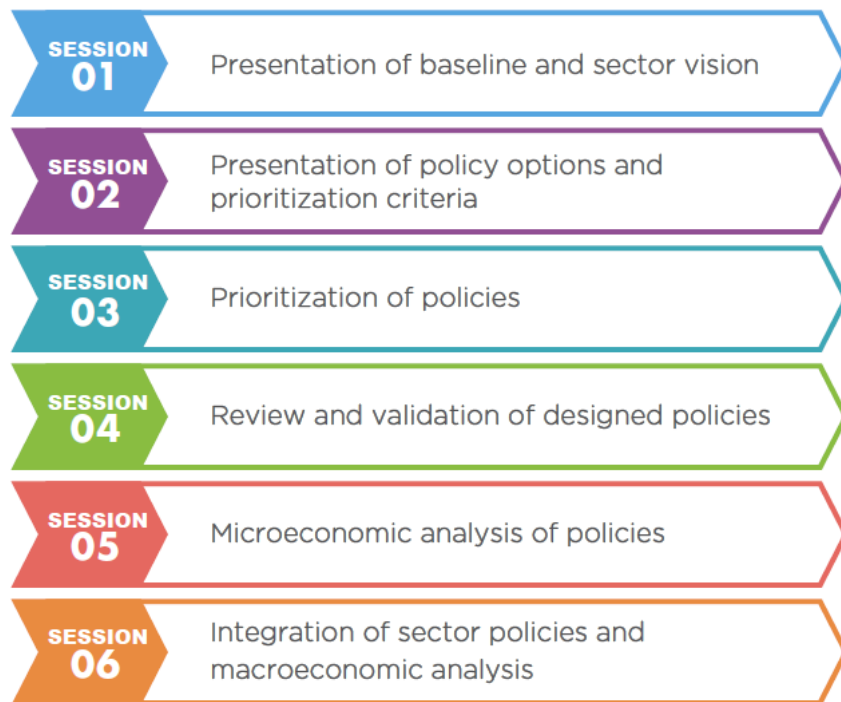 SESSION
01
Presentation of baseline and sector vision
SESSION
02
Presentation of policy options and
prioritization criteria
SESSION
03
Prioritization of policies
SESSION
04
Review and validation of designed policies
SESSION
05
Microeconomic analysis of policies
SESSION
06
Integration of sector policies and
macroeconomic analysis